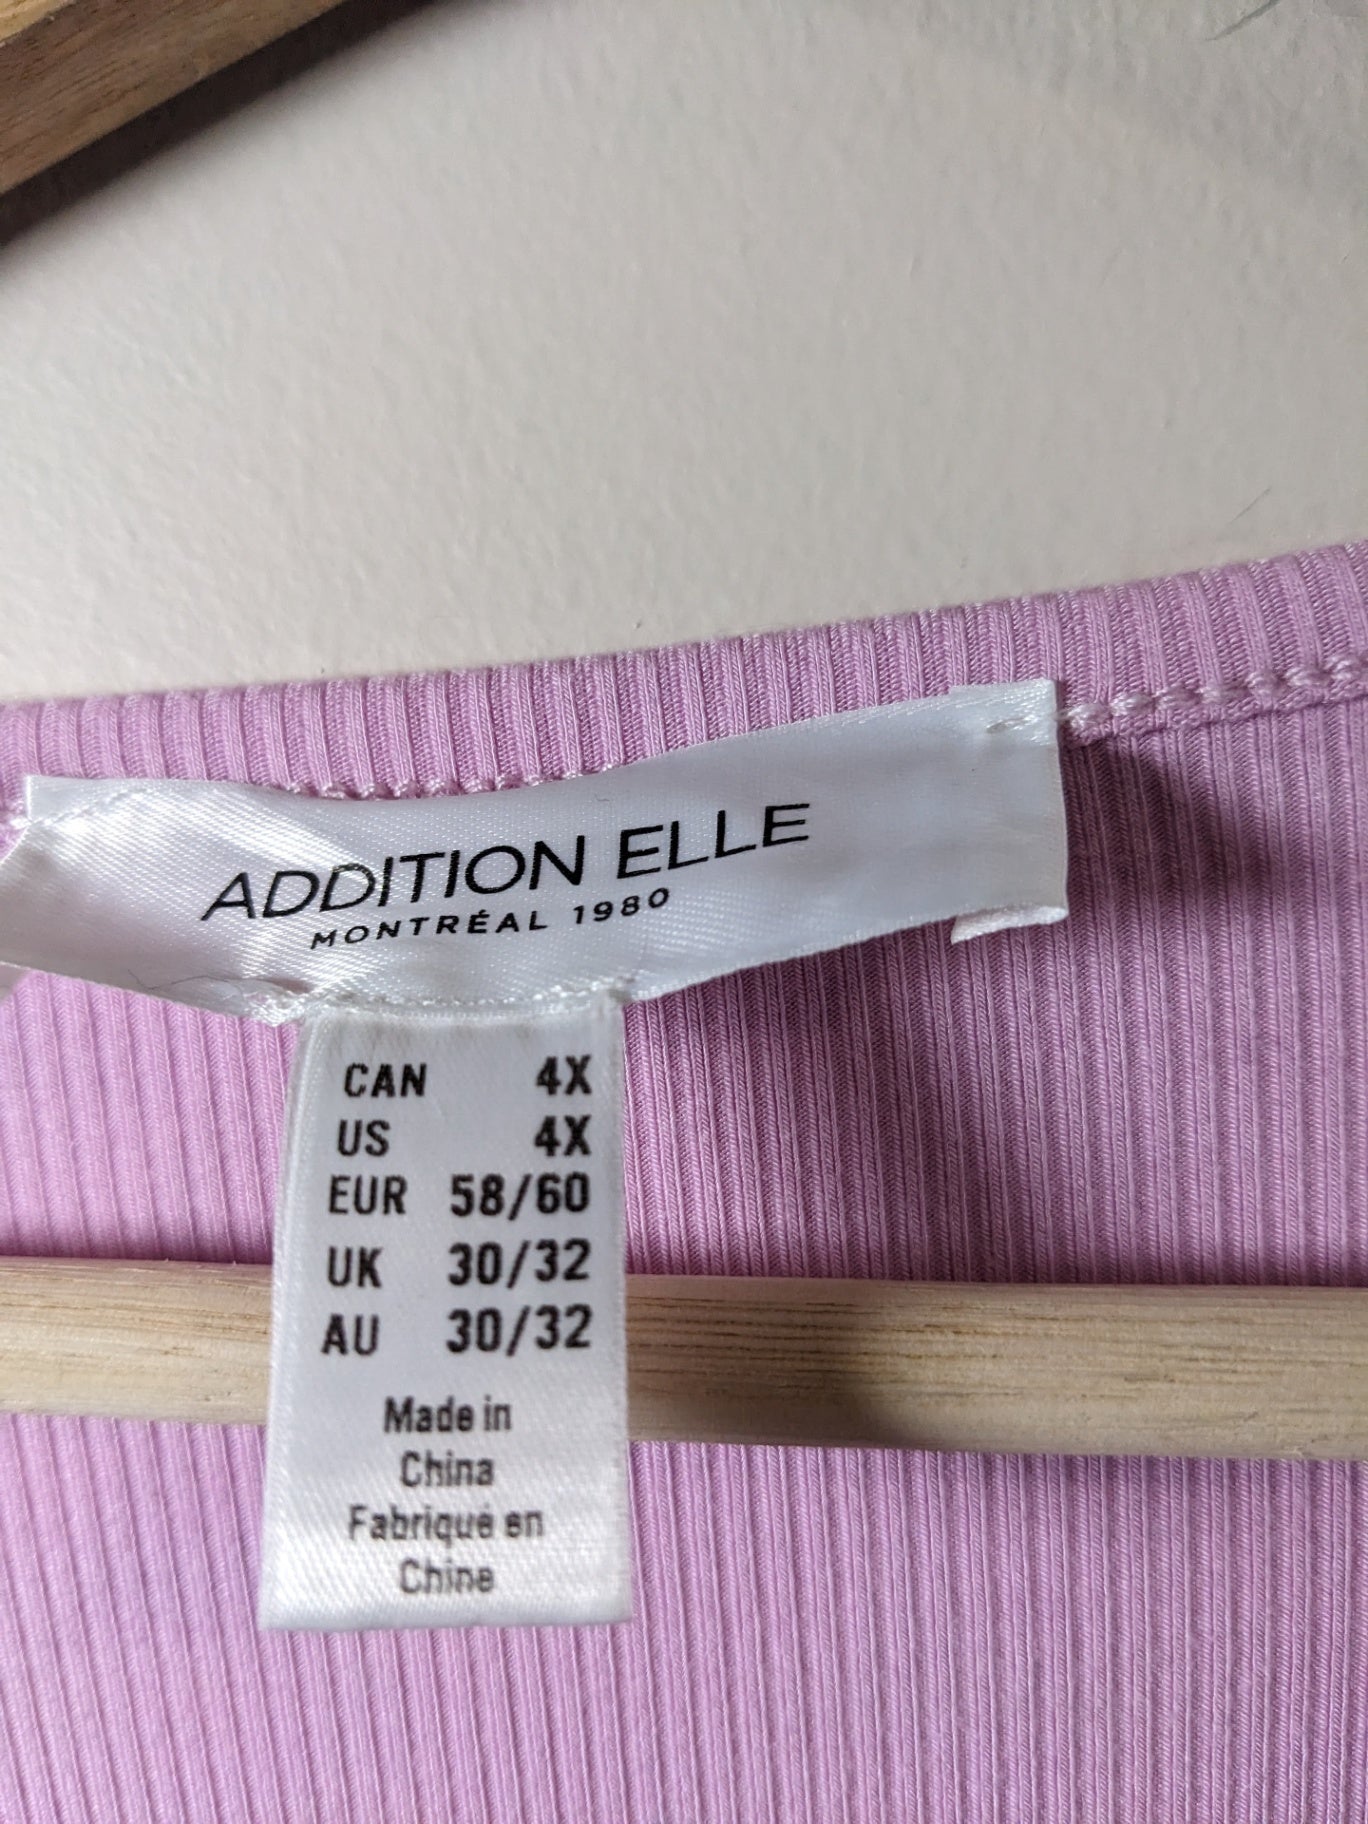 ADDITION ELLE
MONTRÉAL 1980
CAN 4X
US 4X
EUR 58/60
UK 30/32
AU 30/32
Made in
China
Fabriqué en
Chine